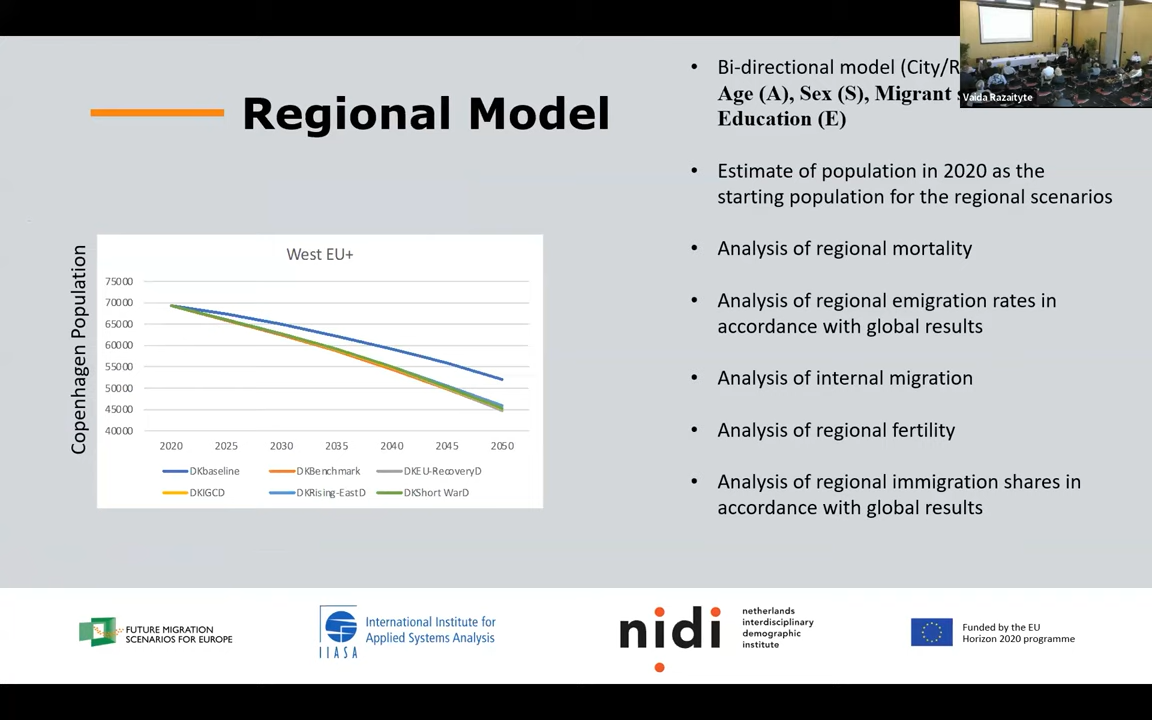 Regional Model
• Bi-directional model (City/R
Age (A), Sex (S), Migrant
Education (E)
• Estimate of population in 2020 as the
starting population for the regional scenarios
• Analysis of regional mortality
• Analysis of regional emigration rates in
accordance with global results
• Analysis of internal migration
• Analysis of regional fertility
• Analysis of regional immigration shares in
accordance with global results
Vaida Razaityte
Copenhagen Population
West EU+
75000
70000
65000
60000
55000
50000
45000
40000
2020 2025 2030 2035 2040 2045 2050
DKbaseline DKBenchmark DKEU-RecoveryD
DKIGCD DKRising-EastD DKShort WarD
FUTURE MIGRATION
SCENARIOS FOR EUROPE
IIASA
International Institute for
Applied Systems Analysis
nidi
netherlands
interdisciplinary
demographic
institute
Funded by the EU
Horizon 2020 programme